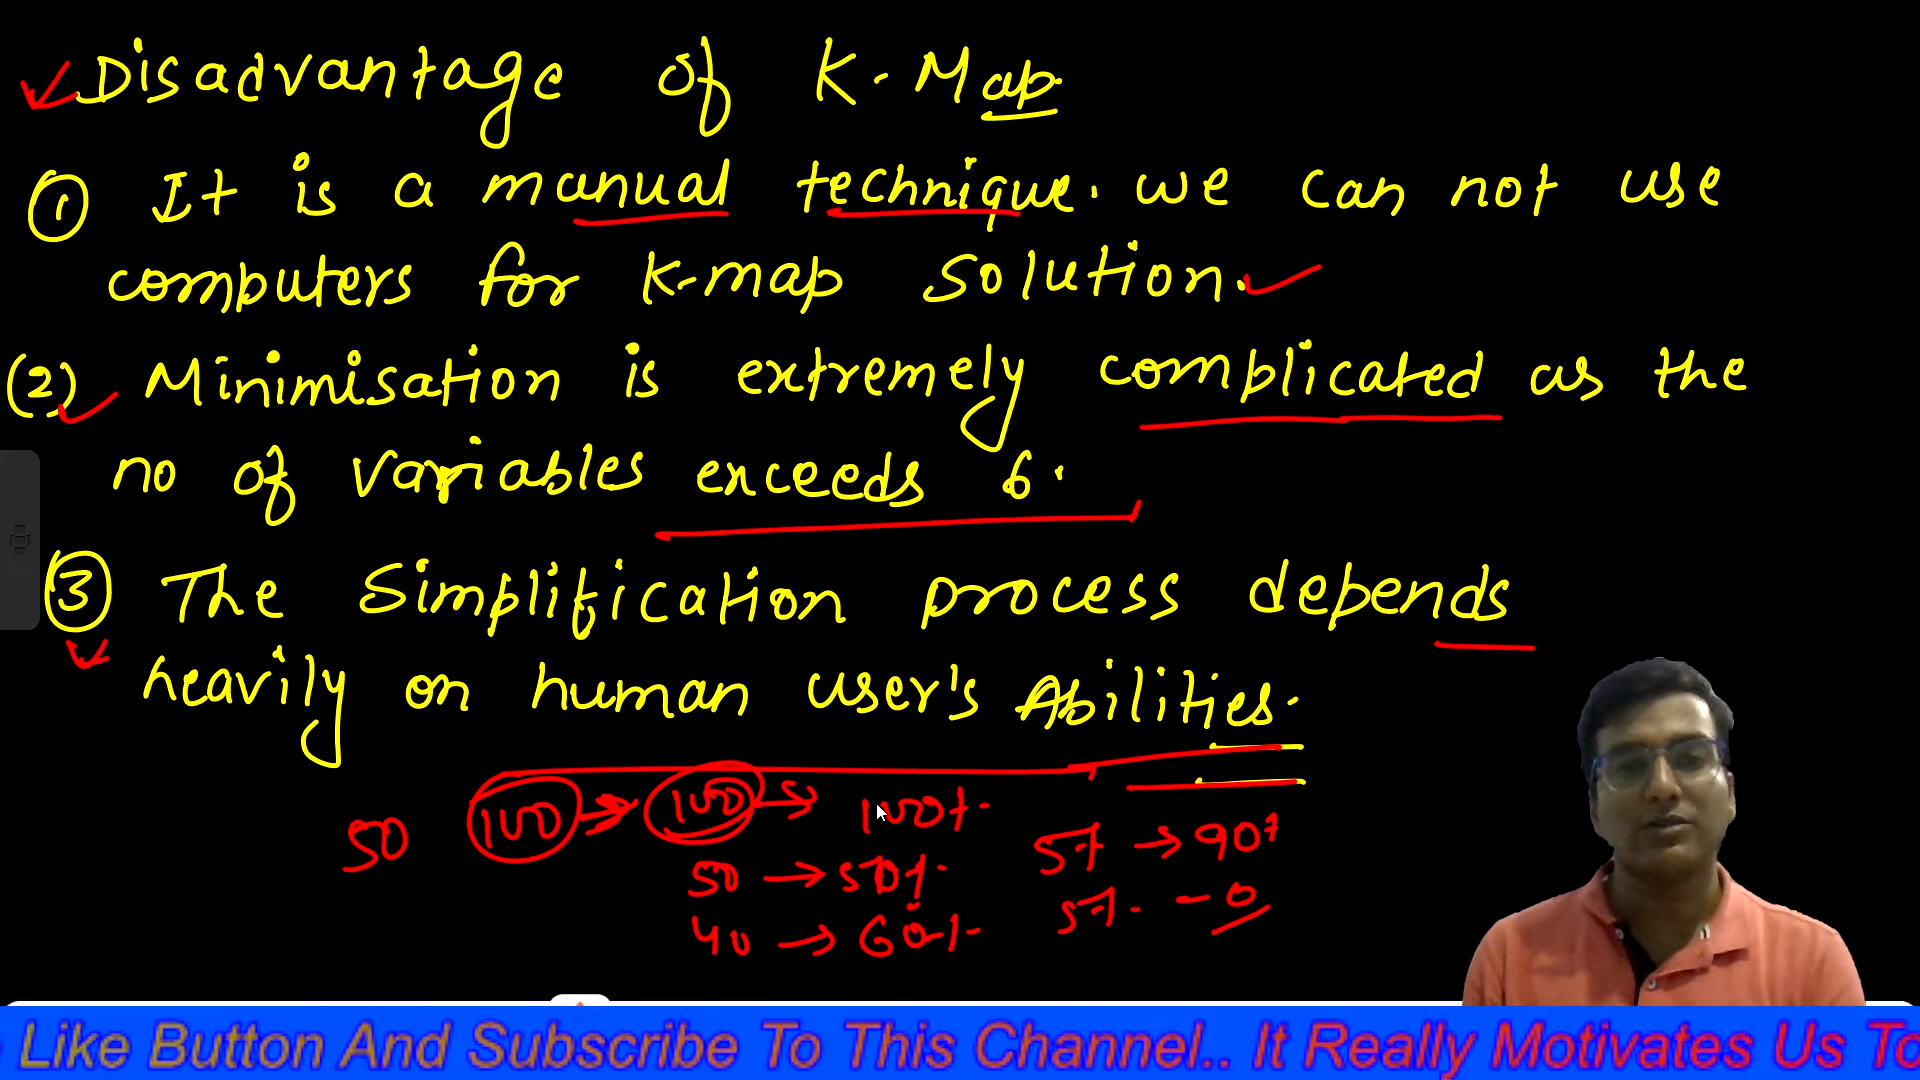 Disadvantage of K-Map
① It is a manual technique. we can not use
computers for K-map solution.
(2) Minimisation is extremely complicated as the
no of variables exceeds 6.
③ The Simplification process depends
heavily on human user's Abilities.
50 100 → 100 → 100%
50 → 50%
40 → 60%
5% → 90%
5% - 0
Like Button And Subscribe To This Channel.. It Really Motivates Us To